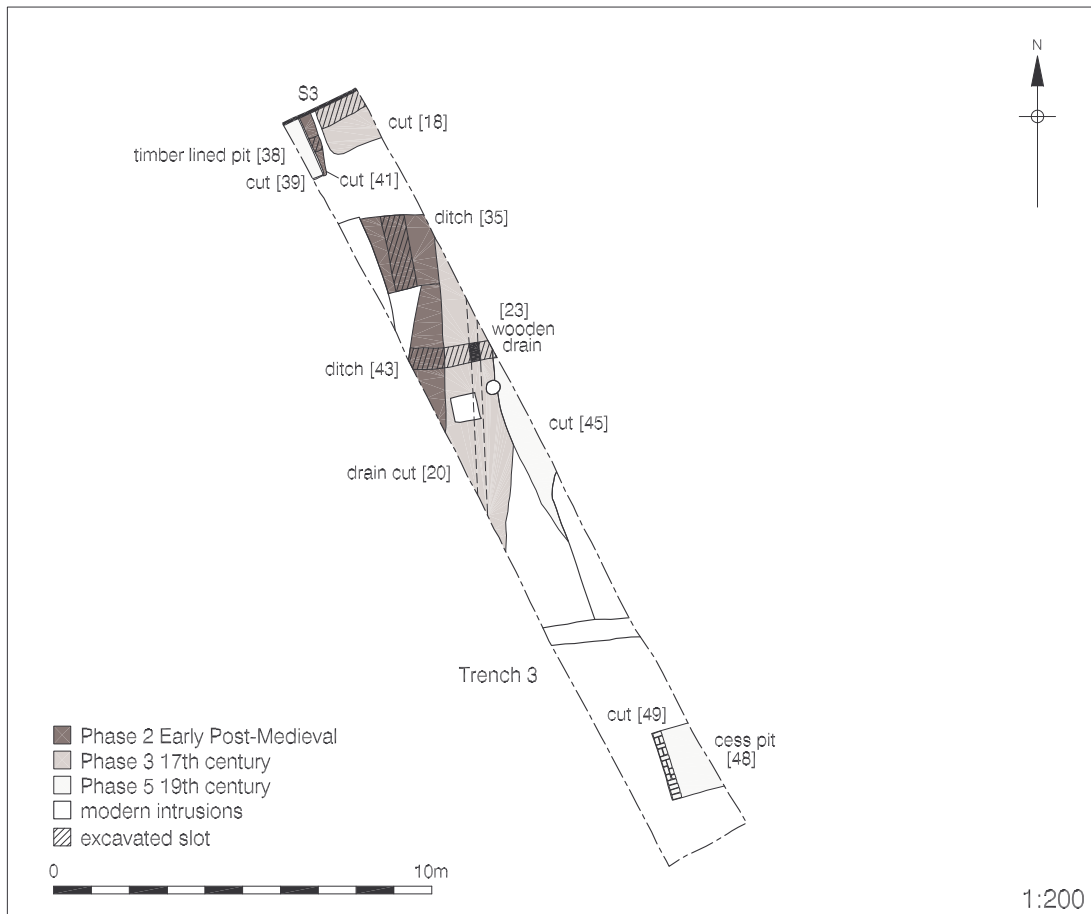 N
S3
cut [18]
timber lined pit [38]
cut [39]
cut [41]
ditch [35]
[23]
wooden
drain
ditch [43]
cut [45]
drain cut [20]
Trench 3
cut [49]
cess pit
[48]
Phase 2 Early Post-Medieval
Phase 3 17th century
Phase 5 19th century
modern intrusions
excavated slot
0 10m
1:200